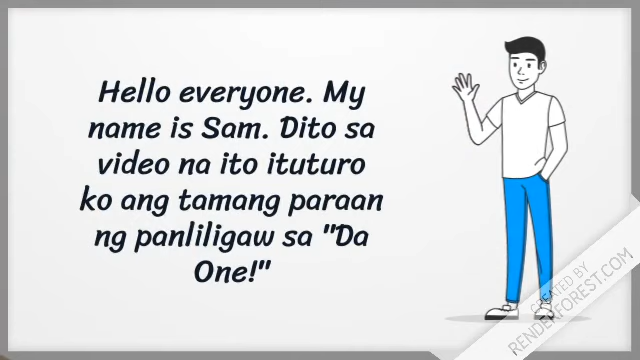 Hello everyone. My
name is Sam. Dito sa
video na ito ituturo
ko ang tamang paraan
ng panliligaw sa "Da
One!"
CREATED BY
RENDERFOREST.COM